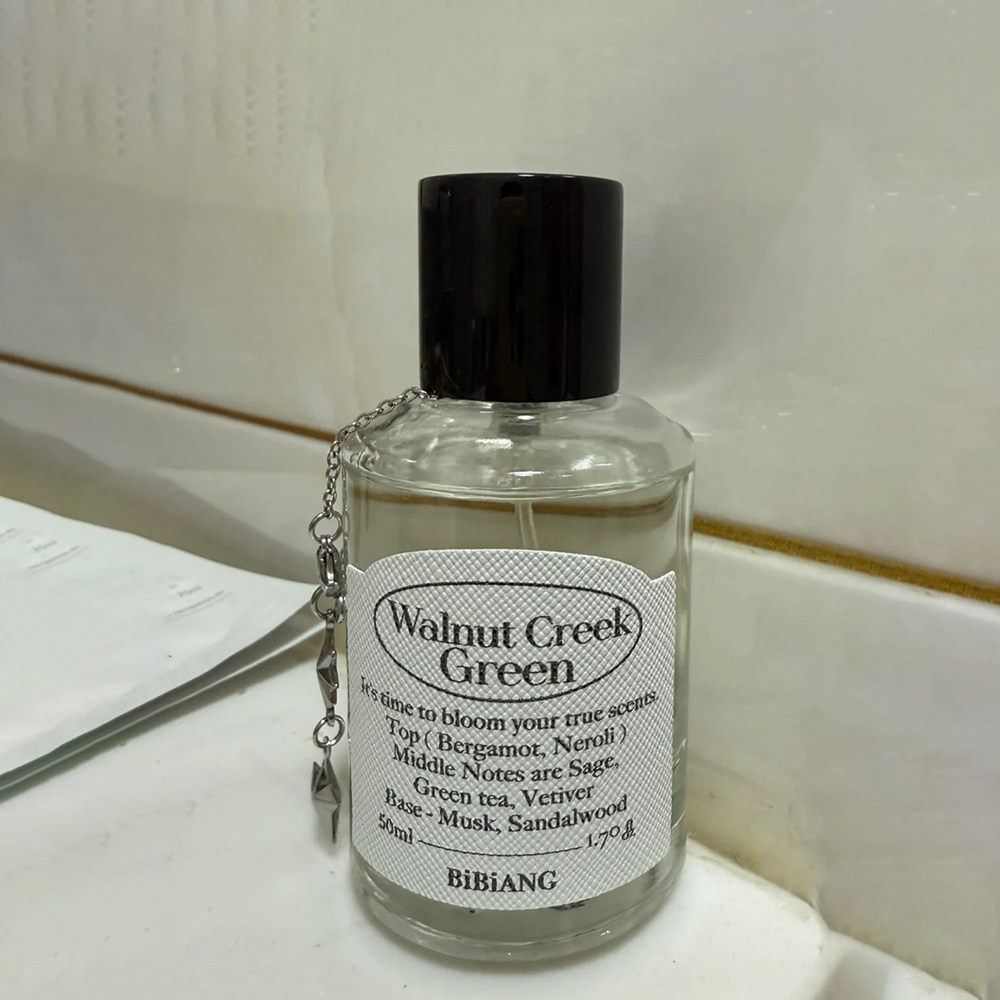 Walnut Creek
Green
It's time to bloom your true scents.
Top ( Bergamot, Neroli )
Middle Notes are Sage,
Green tea, Vetiver
Base - Musk, Sandalwood
50ml 1.70 fl.
BiBiANG